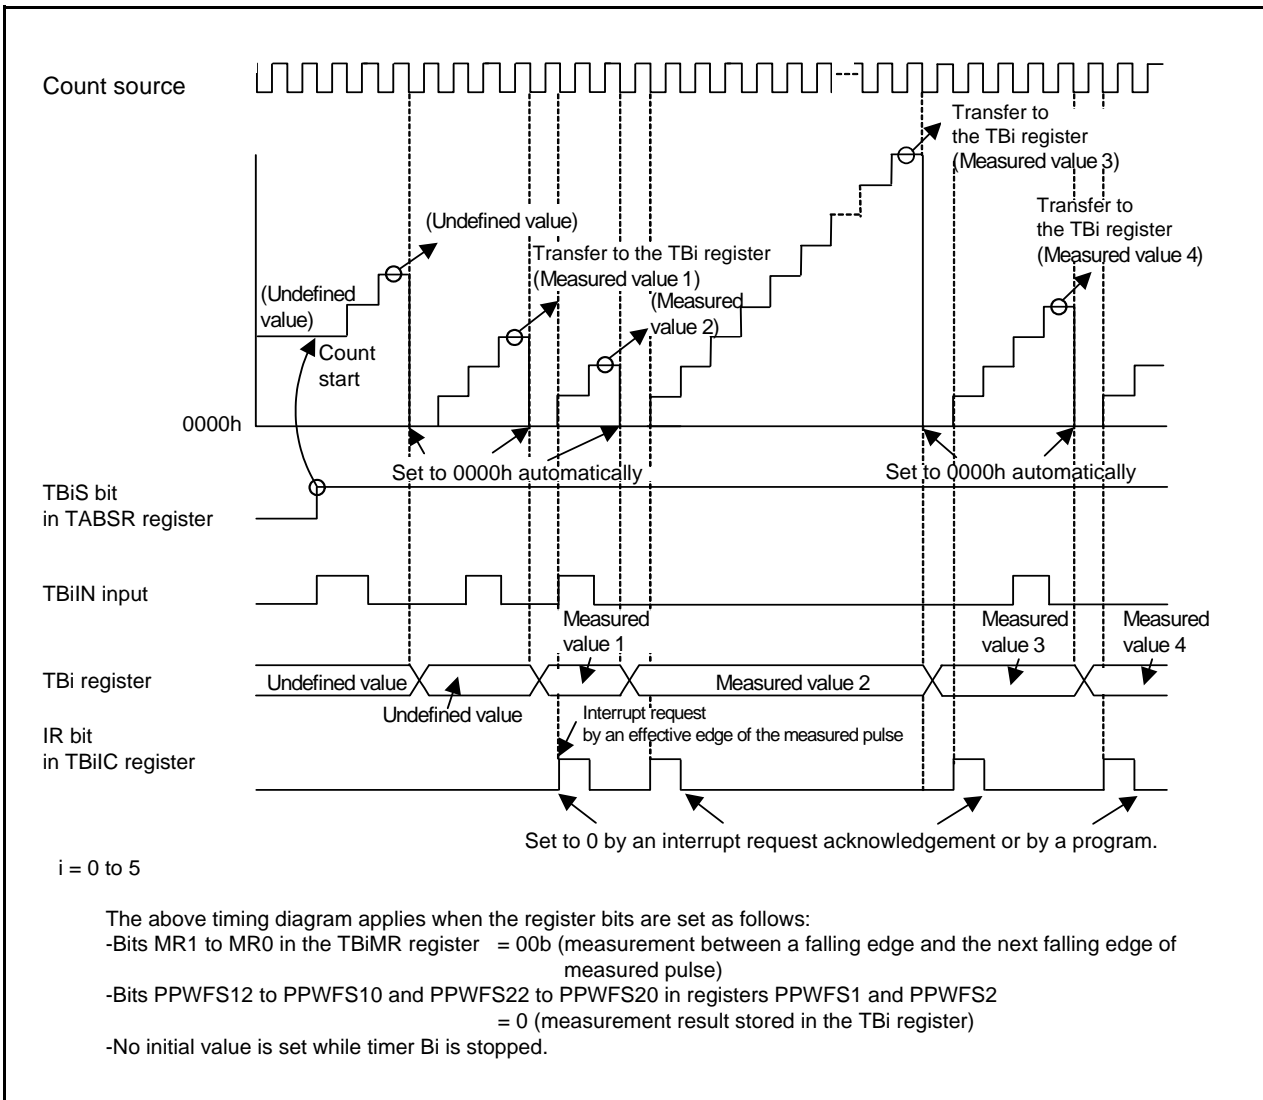 Count source
Transfer to
the TBi register
(Measured value 3)
Transfer to
the TBi register
(Measured value 4)
(Undefined value)
Transfer to the TBi register
(Measured value 1)
(Measured
value 2)
(Undefined
value)
Count
start
0000h
Set to 0000h automatically
Set to 0000h automatically
TBiS bit
in TABSR register
TBiIN input
Measured
value 1
Measured
value 3
Measured
value 4
TBi register
Undefined value
Measured value 2
Undefined value
Interrupt request
by an effective edge of the measured pulse
IR bit
in TBiIC register
Set to 0 by an interrupt request acknowledgement or by a program.
i = 0 to 5
The above timing diagram applies when the register bits are set as follows:
-Bits MR1 to MR0 in the TBiMR register = 00b (measurement between a falling edge and the next falling edge of
measured pulse)
-Bits PPWFS12 to PPWFS10 and PPWFS22 to PPWFS20 in registers PPWFS1 and PPWFS2
= 0 (measurement result stored in the TBi register)
-No initial value is set while timer Bi is stopped.